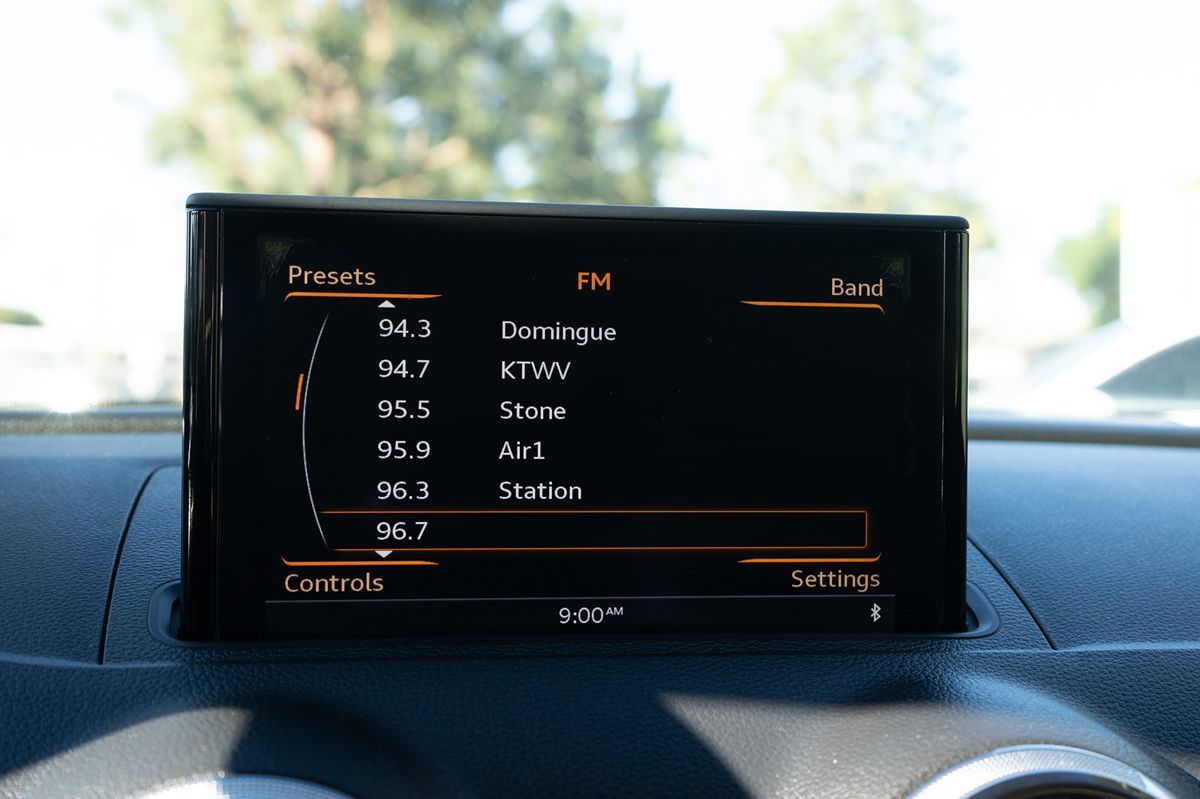 Presets FM Band
94.3 Domingue
94.7 KTWV
95.5 Stone
95.9 Air1
96.3 Station
96.7
Controls Settings
9:00AM